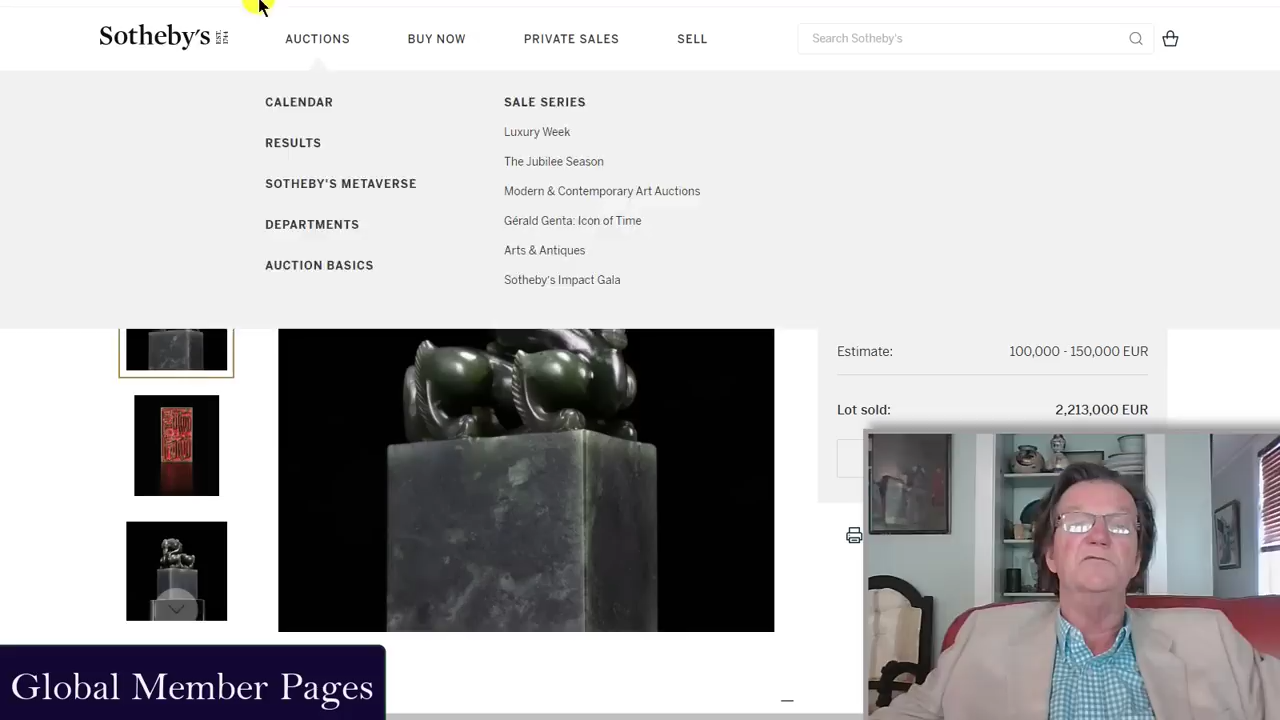 Sotheby's EST. 1744
AUCTIONS
BUY NOW
PRIVATE SALES
SELL
Search Sotheby's
CALENDAR
RESULTS
SOTHEBY'S METAVERSE
DEPARTMENTS
AUCTION BASICS
SALE SERIES
Luxury Week
The Jubilee Season
Modern & Contemporary Art Auctions
Gérald Genta: Icon of Time
Arts & Antiques
Sotheby's Impact Gala
Estimate: 100,000 - 150,000 EUR
Lot sold: 2,213,000 EUR
Global Member Pages